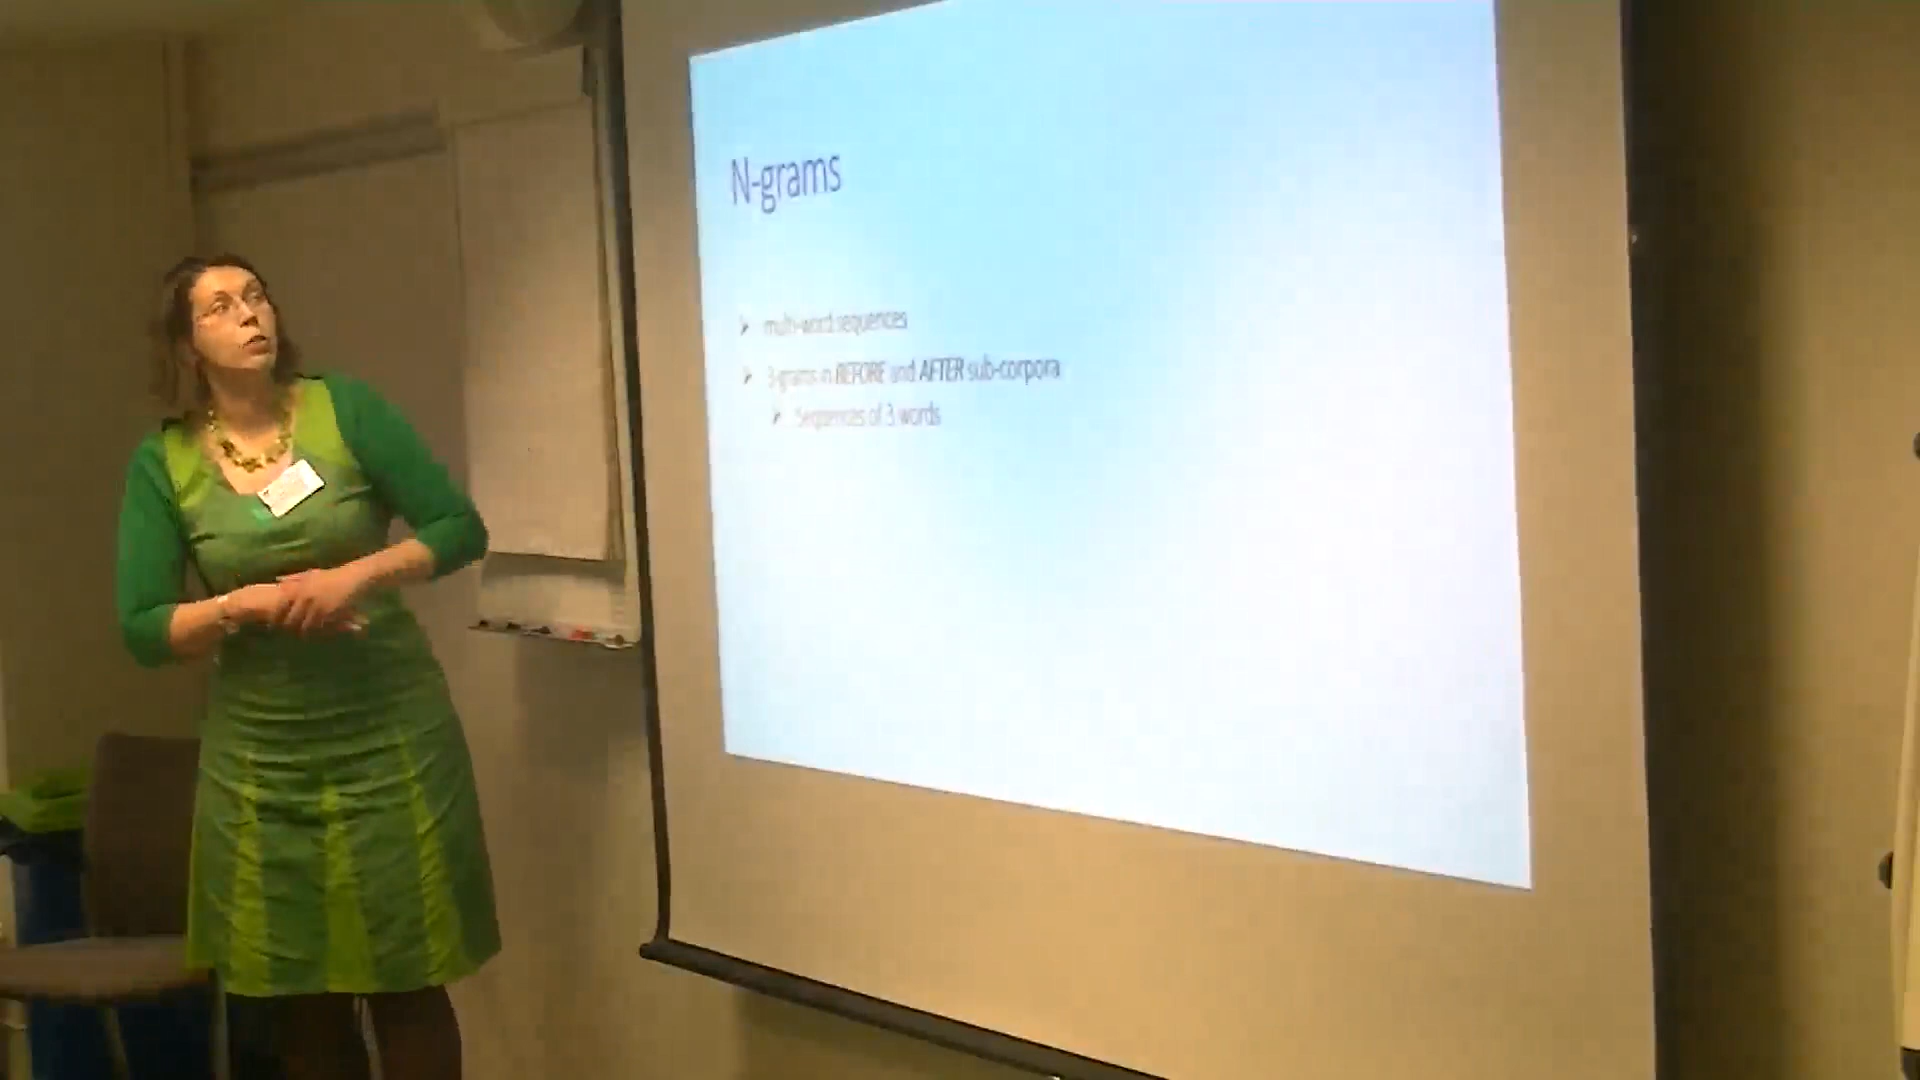 N-grams
multi-word sequences
3-grams in BEFORE and AFTER sub-corpora
Sequences of 3 words